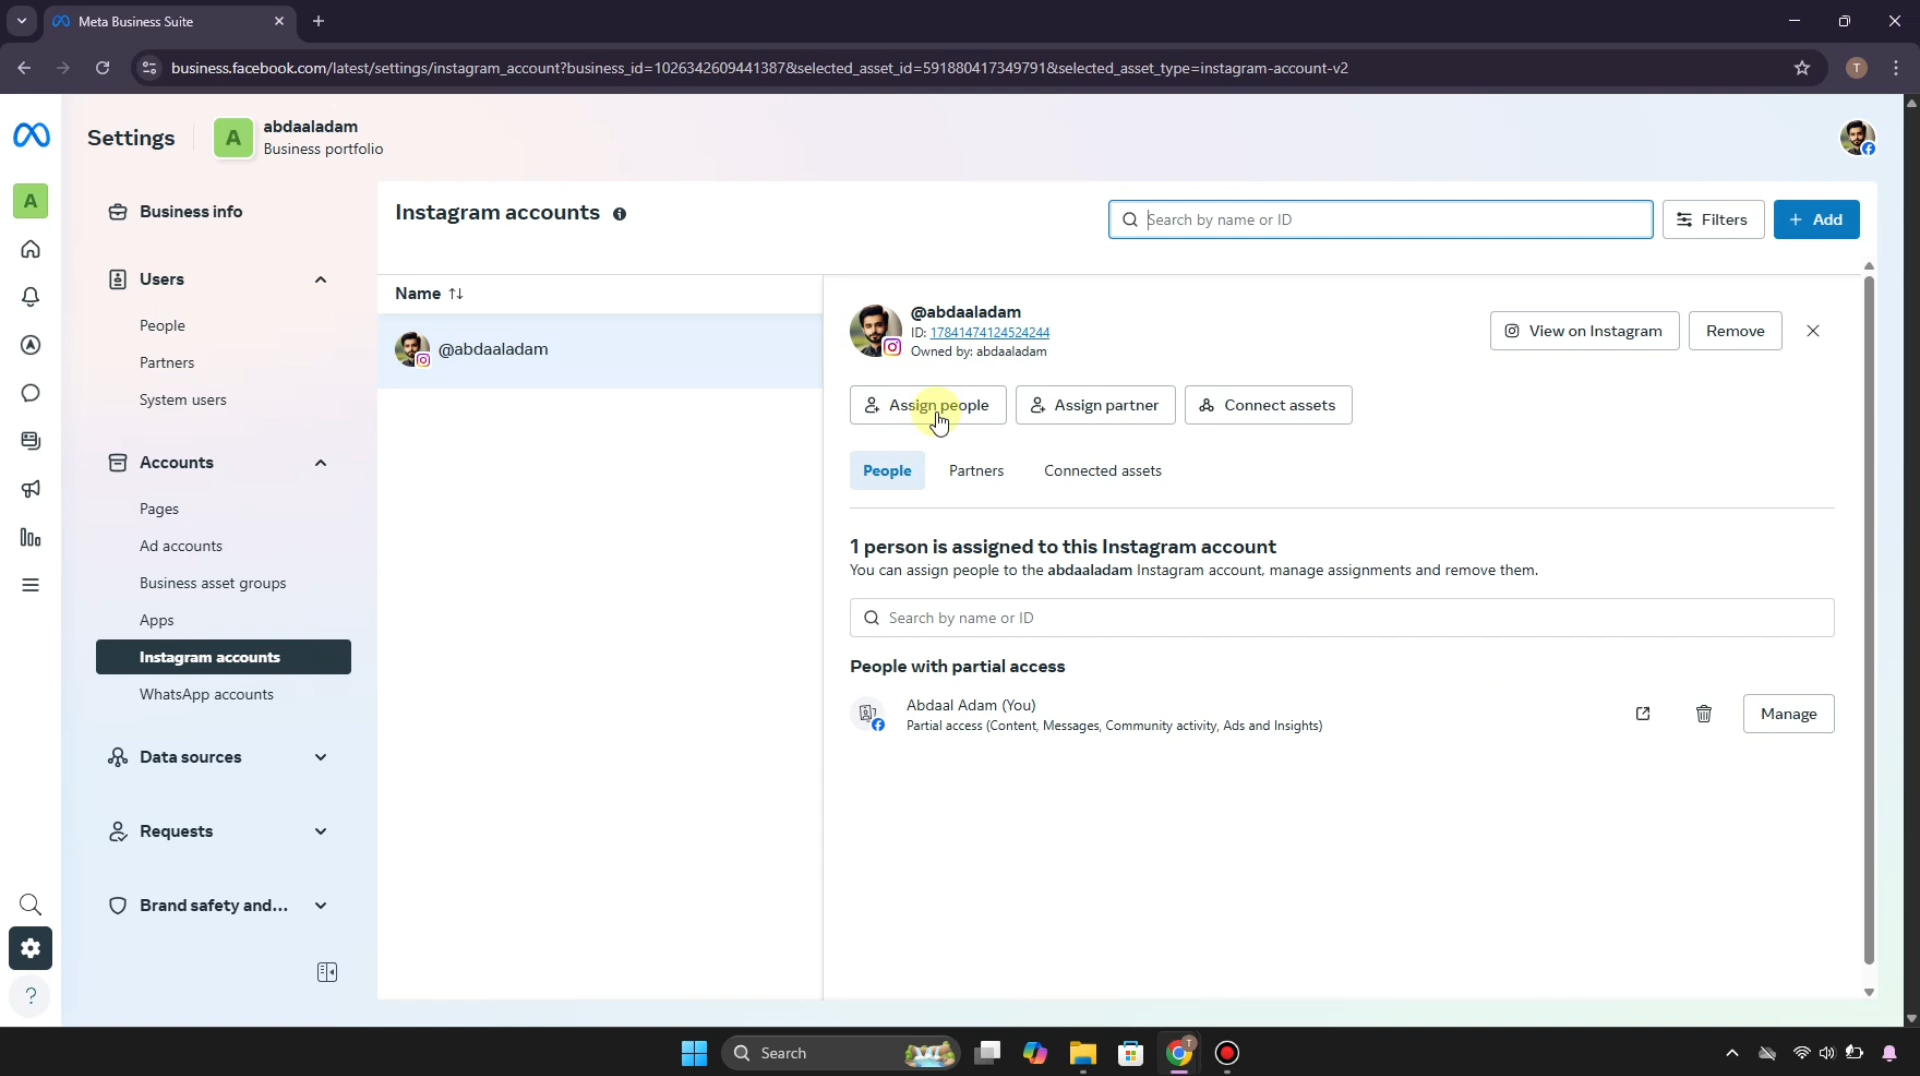 Meta Business Suite
business.facebook.com/latest/settings/instagram_account?business_id=1026342609441387&selected_asset_id=591880417349791&selected_asset_type=instagram-account-v2
T
Settings
A
abdaaladam
Business portfolio
A
Business info
Users
People
Partners
System users
Accounts
Pages
Ad accounts
Business asset groups
Apps
Instagram accounts
WhatsApp accounts
Data sources
Requests
Brand safety and...
Instagram accounts
Search by name or ID
Filters
+ Add
Name
@abdaaladam
@abdaaladam
ID: 17841474124524244
Owned by: abdaaladam
View on Instagram
Remove
Assign people
Assign partner
Connect assets
People
Partners
Connected assets
1 person is assigned to this Instagram account
You can assign people to the abdaaladam Instagram account, manage assignments and remove them.
Search by name or ID
People with partial access
Abdaal Adam (You)
Partial access (Content, Messages, Community activity, Ads and Insights)
Manage
?
Search
T